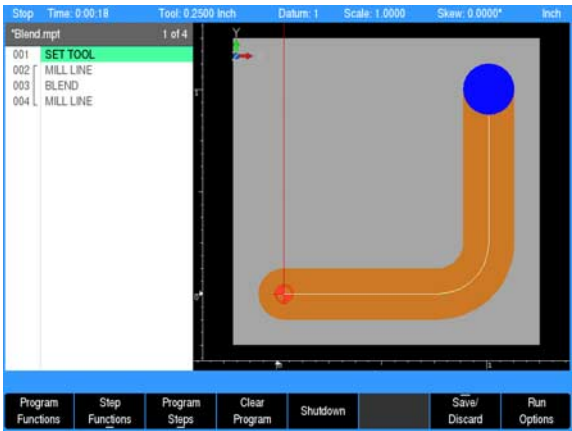 Stop Time: 0:00:18 Tool: 0.2500 Inch Datum: 1 Scale: 1.0000 Skew: 0.0000° Inch
*Blend.mpt 1 of 4
001 SET TOOL
002 MILL LINE
003 BLEND
004 MILL LINE
Y
1
0
0
1
Program Functions
Step Functions
Program Steps
Clear Program
Shutdown
Save/ Discard
Run Options